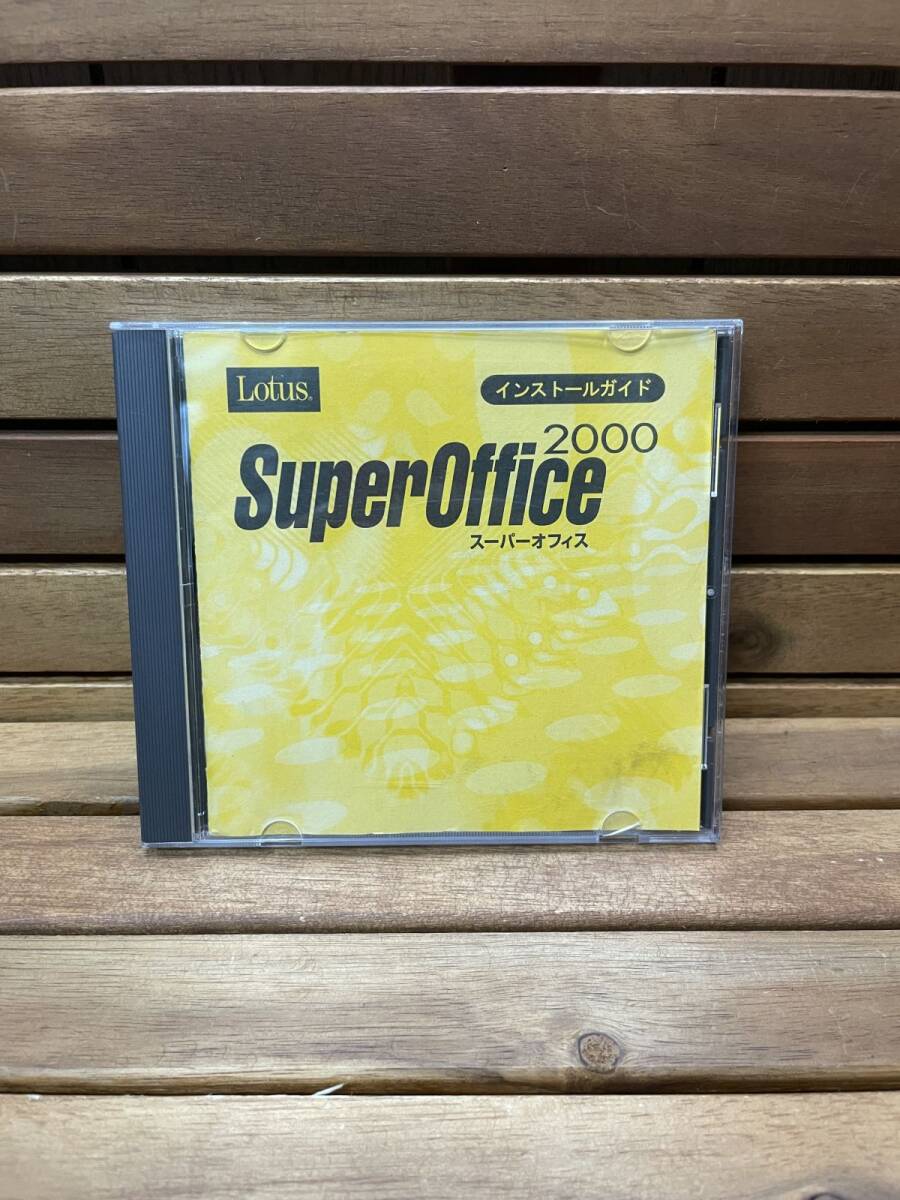 Lotus®
インストールガイド
2000
SuperOffice
スーパーオフィス